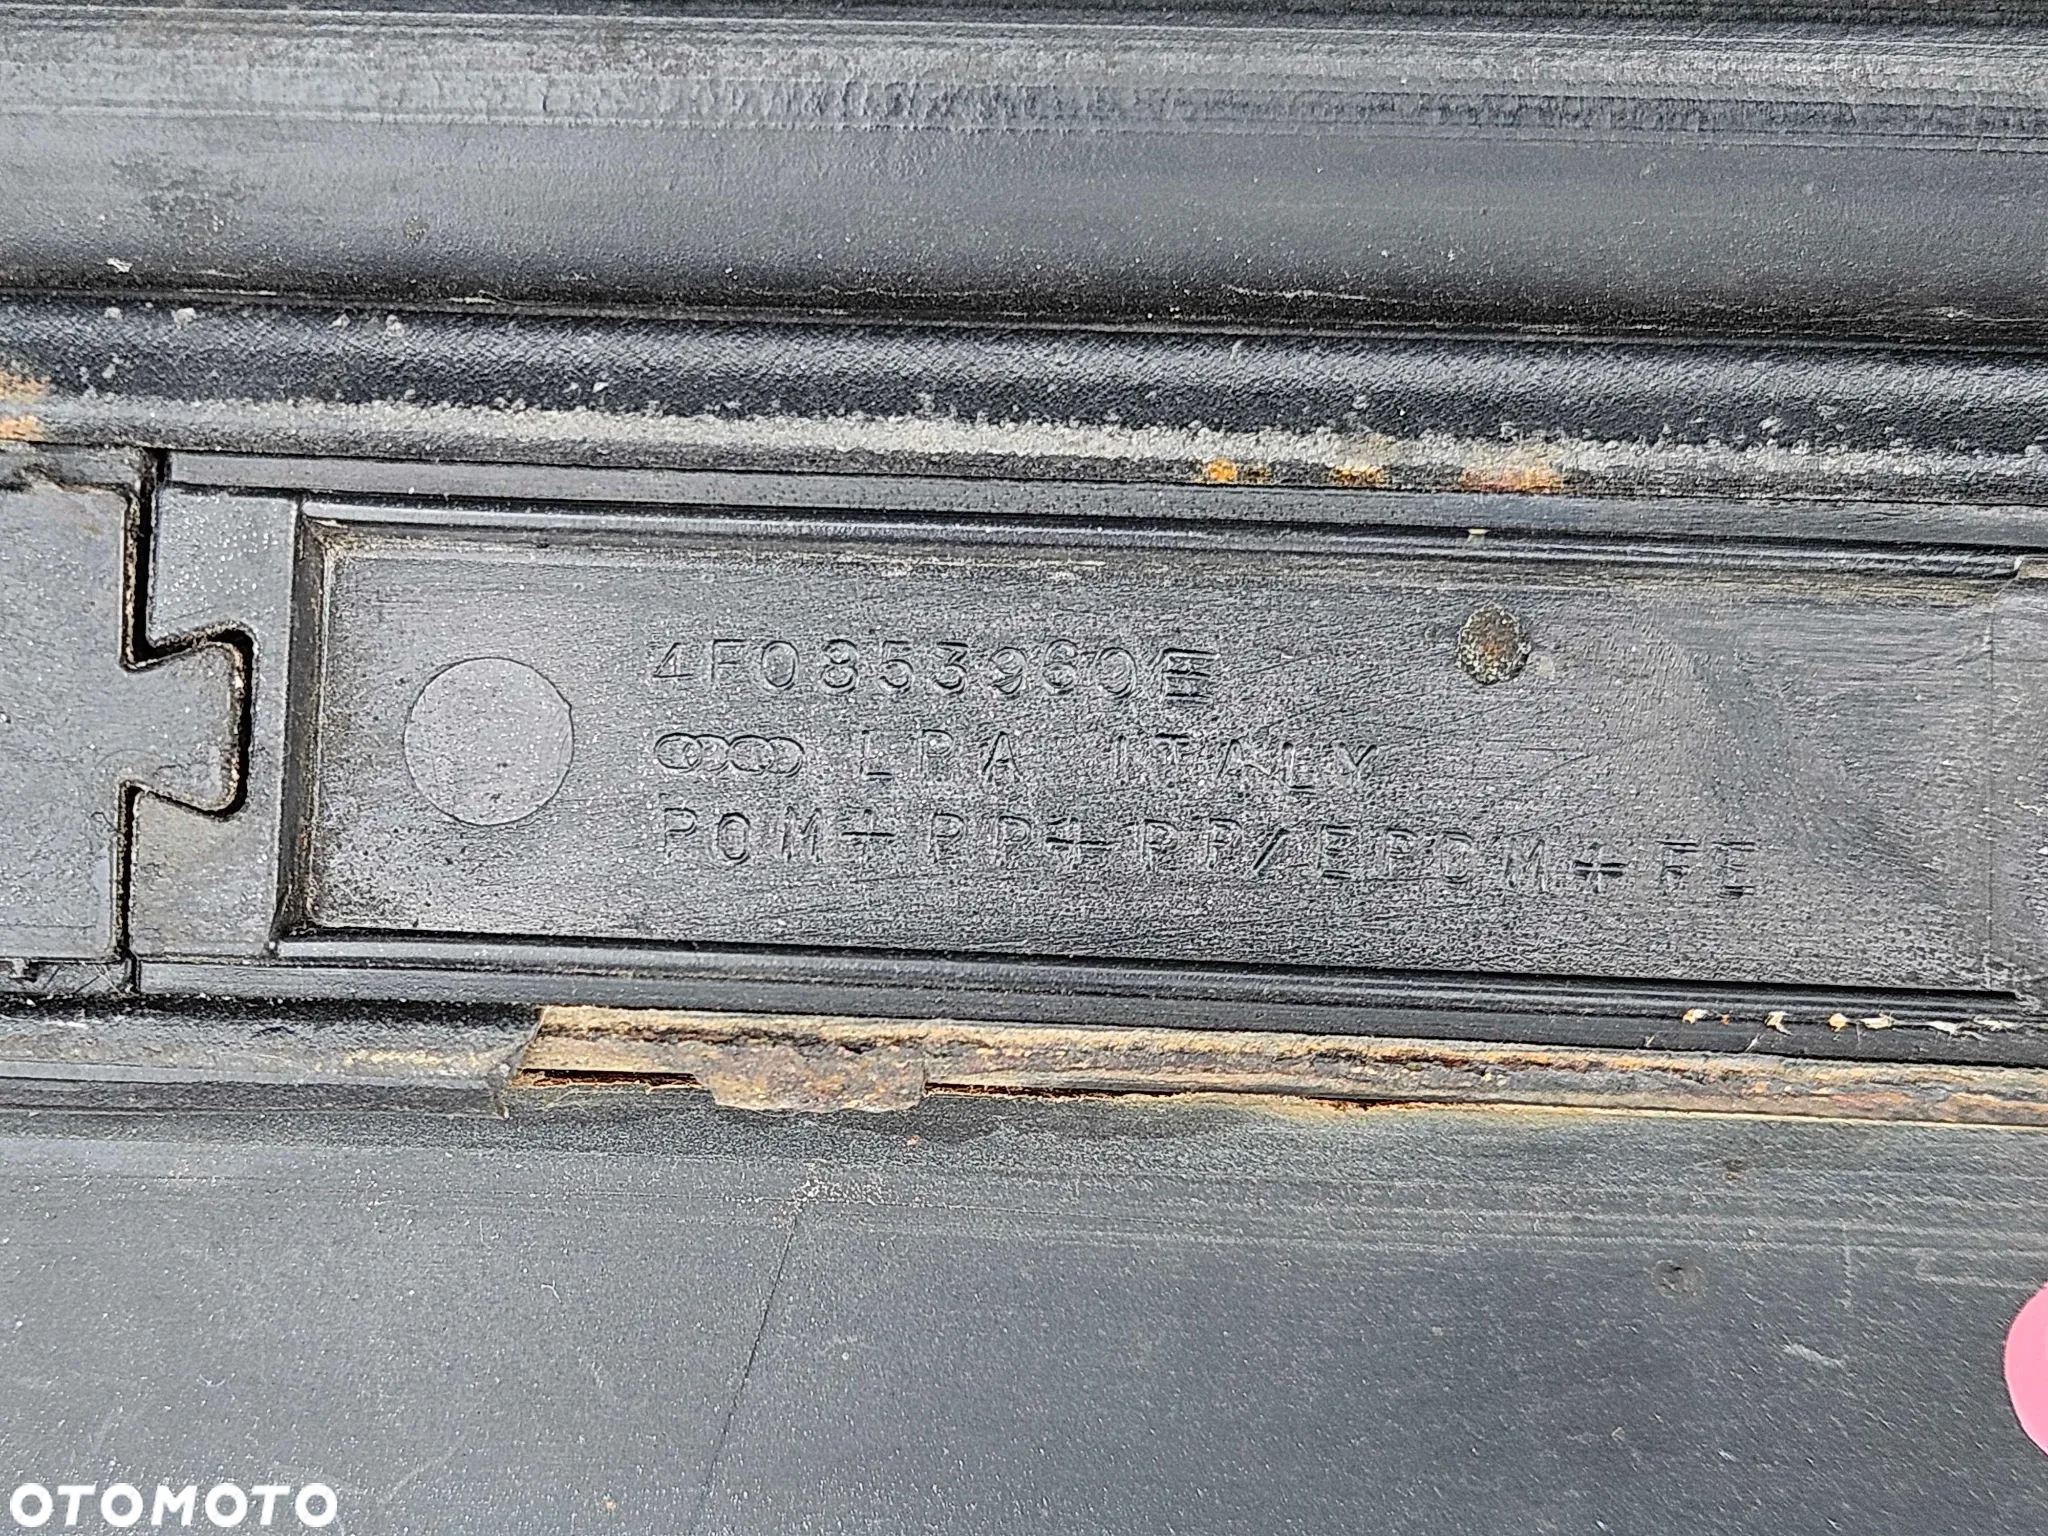 4F0853960E
LPA ITALY
POM+PP+PP/EPDM+FE
OTOMOTO